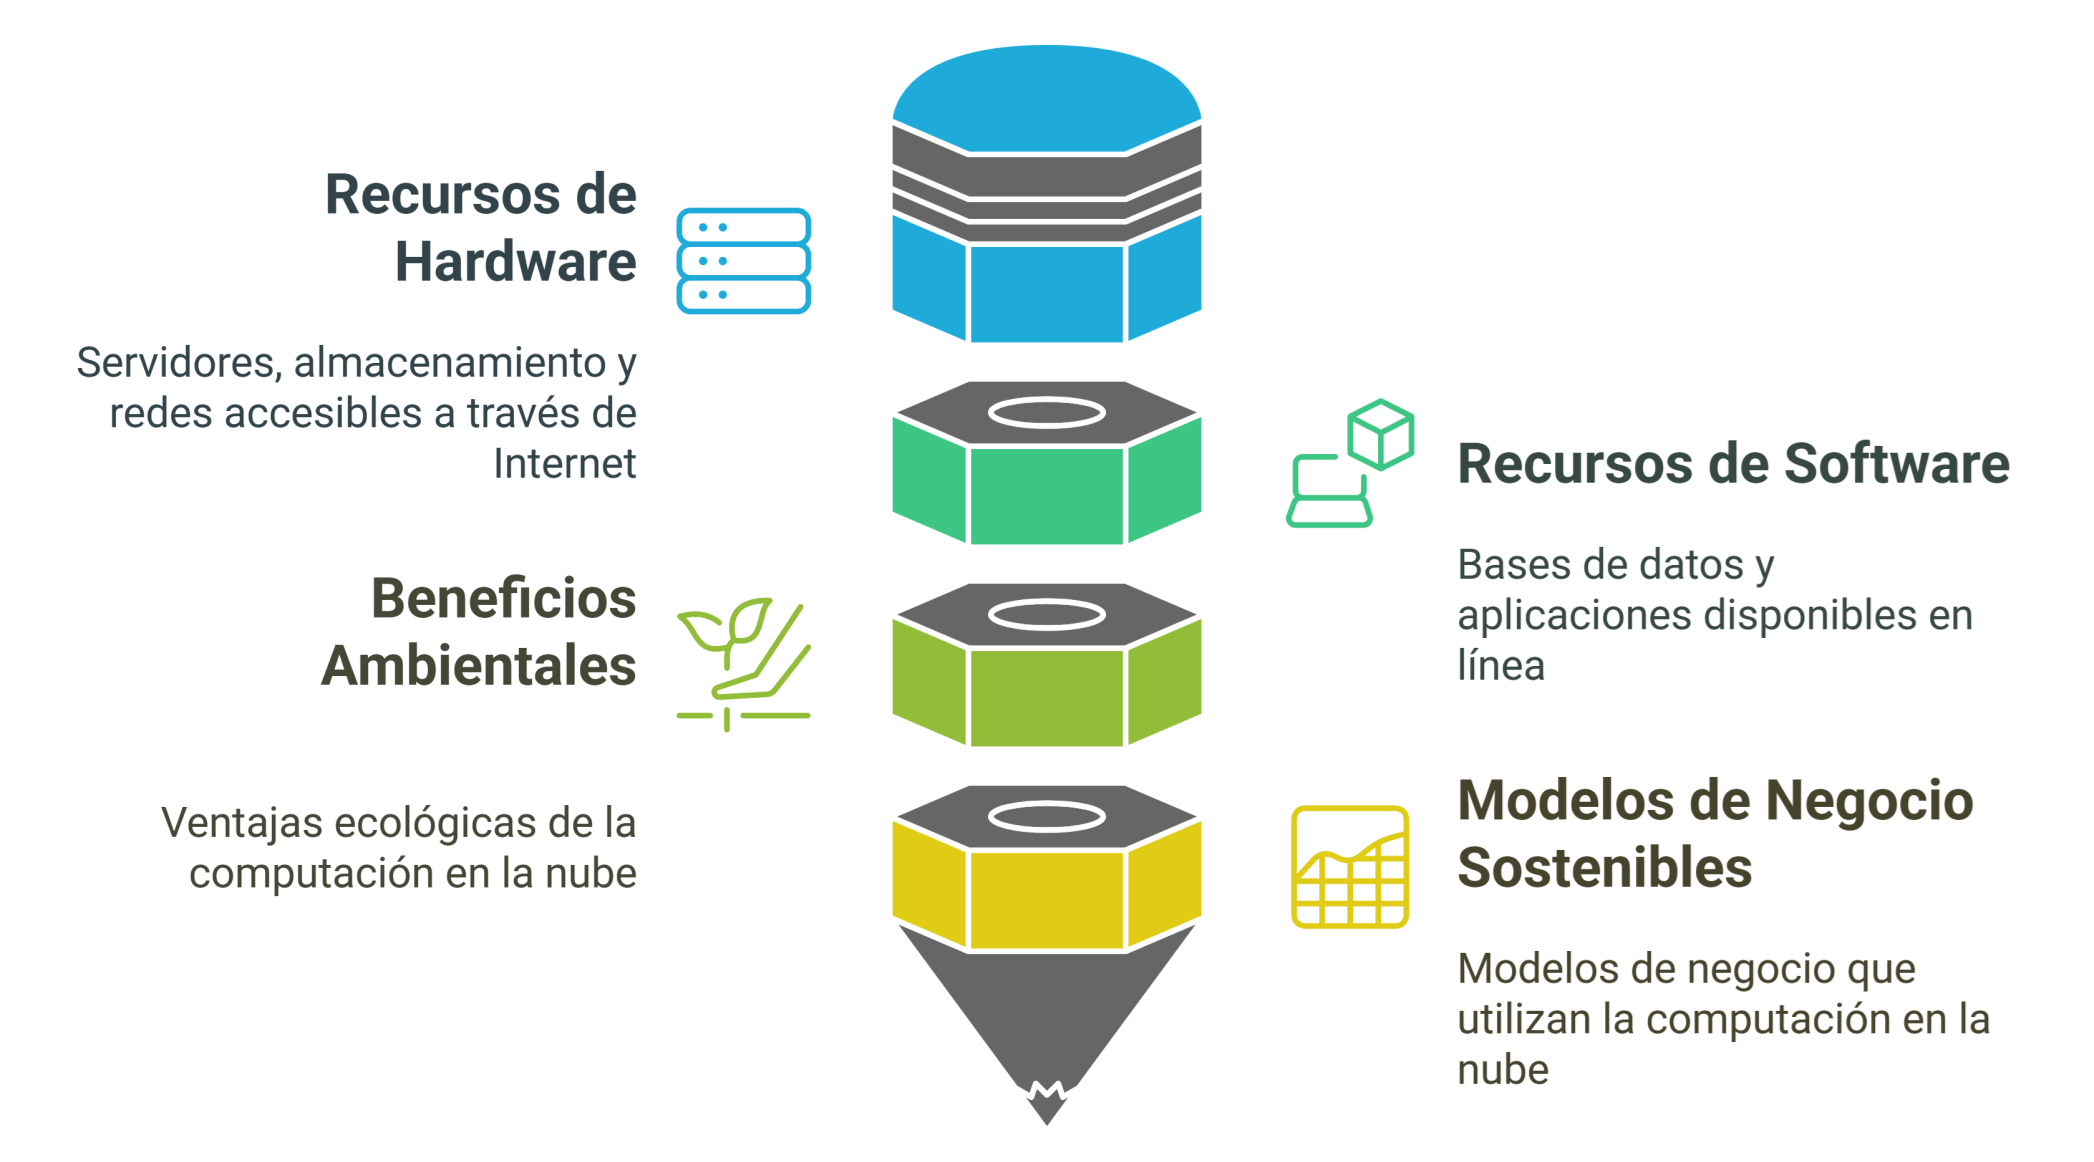 Recursos de
Hardware
Servidores, almacenamiento y
redes accesibles a través de
Internet
Recursos de Software
Bases de datos y
aplicaciones disponibles en
línea
Beneficios
Ambientales
Ventajas ecológicas de la
computación en la nube
Modelos de Negocio
Sostenibles
Modelos de negocio que
utilizan la computación en la
nube